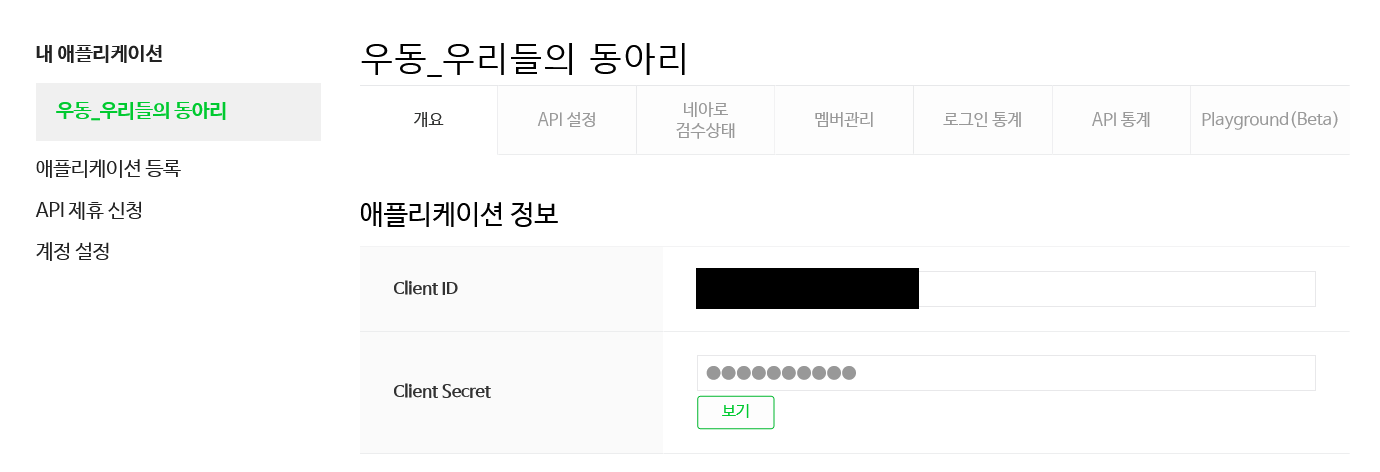 내 애플리케이션
우동_우리들의 동아리
애플리케이션 등록
API 제휴 신청
계정 설정
우동_우리들의 동아리
개요
API 설정
네아로
검수상태
멤버관리
로그인 통계
API 통계
Playground(Beta)
애플리케이션 정보
Client ID
Client Secret
●●●●●●●●●●
보기